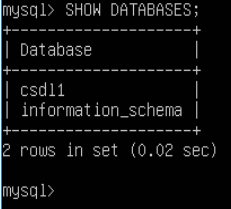 mysql> SHOW DATABASES;
+--------------------+
| Database           |
+--------------------+
| csdl1              |
| information_schema |
+--------------------+
2 rows in set (0.02 sec)
mysql>